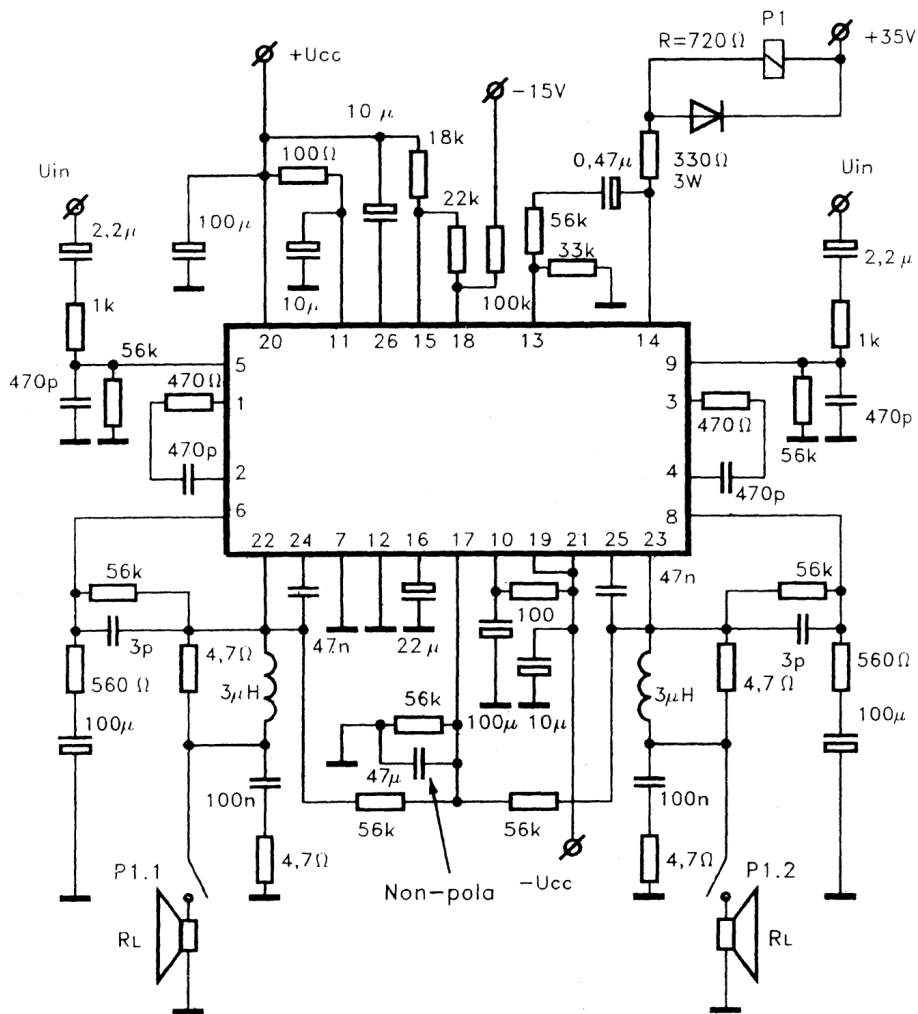 P1
+35V
+Ucc
R=720Ω
-15V
10 μ
18k
100Ω
0,47μ
330Ω
3W
Uin
Uin
22k
2,2μ
100μ
56k
2,2μ
33k
10μ
100k
1k
1k
20 11 26 15 18 13 14
56k
5
9
470p
470Ω
1
3
470Ω
470p
56k
470p
2
4
470p
6
8
22 24 7 12 16 17 10 19 21 25 23
47n
56k
56k
100
3p
4,7Ω
47n
22 μ
3p
560 Ω
4,7Ω
560Ω
3μH
56k
100μ
10μ
3μH
100μ
100μ
47μ
100n
100n
56k
56k
4,7Ω
4,7Ω
P1.1
P1.2
Non-pola
-Ucc
RL
RL